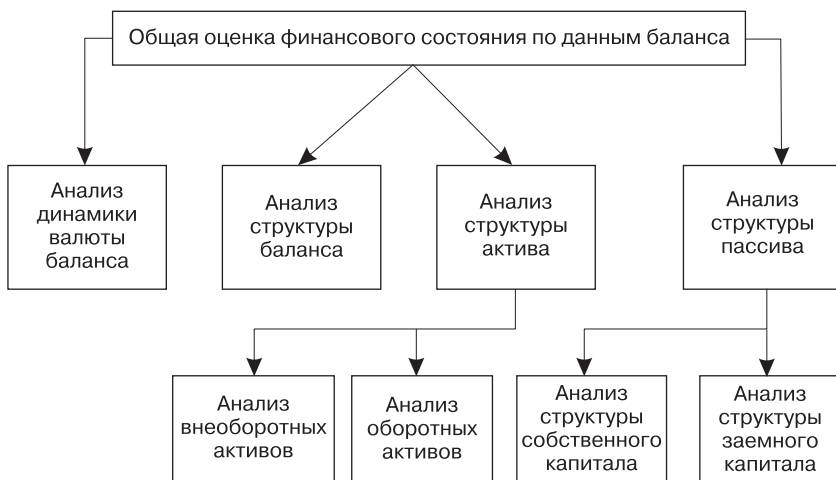 Общая оценка финансового состояния по данным баланса
Анализ
динамики
валюты
баланса
Анализ
структуры
баланса
Анализ
структуры
актива
Анализ
структуры
пассива
Анализ
внеоборотных
активов
Анализ
оборотных
активов
Анализ
структуры
собственного
капитала
Анализ
структуры
заемного
капитала